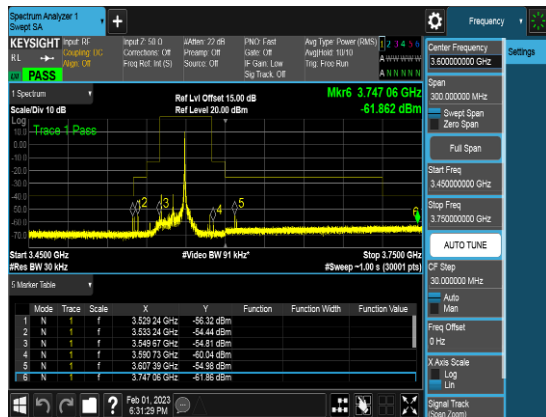 Spectrum Analyzer 1
Swept SA
Frequency
KEYSIGHT
RL
Input: RF
Coupling: DC
Align: Off
Input Z: 50 Ω
Corrections: Off
Freq Ref: Int (S)
#Atten: 22 dB
Preamp: Off
Source: Off
PNO: Fast
Gate: Off
IF Gain: Low
Sig Track: Off
Avg Type: Power (RMS)
Avg|Hold: 10/10
Trig: Free Run
1 2 3 4 5 6
A W W W W W
A N N N N N
PASS
1 Spectrum
Scale/Div 10 dB
Ref Lvl Offset 15.00 dB
Ref Level 20.00 dBm
Mkr6 3.747 06 GHz
-61.862 dBm
Log
Trace 1 Pass
10.0
0.00
-10.0
-20.0
-30.0
-40.0
-50.0
-60.0
-70.0
2
3
4
5
6
Start 3.4500 GHz
#Res BW 30 kHz
#Video BW 91 kHz*
Stop 3.7500 GHz
#Sweep ~1.00 s (30001 pts)
5 Marker Table
Mode Trace Scale X Y Function Function Width Function Value
1 N 1 f 3.529 24 GHz -56.32 dBm
2 N 1 f 3.533 24 GHz -54.44 dBm
3 N 1 f 3.549 67 GHz -54.81 dBm
4 N 1 f 3.590 73 GHz -60.04 dBm
5 N 1 f 3.607 39 GHz -54.98 dBm
6 N 1 f 3.747 06 GHz -61.86 dBm
Feb 01, 2023
6:31:29 PM
Settings
Center Frequency
3.600000000 GHz
Span
300.000000 MHz
Swept Span
Zero Span
Full Span
Start Freq
3.450000000 GHz
Stop Freq
3.750000000 GHz
AUTO TUNE
CF Step
30.000000 MHz
Auto
Man
Freq Offset
0 Hz
X Axis Scale
Log
Lin
Signal Track
(Span Zoom)